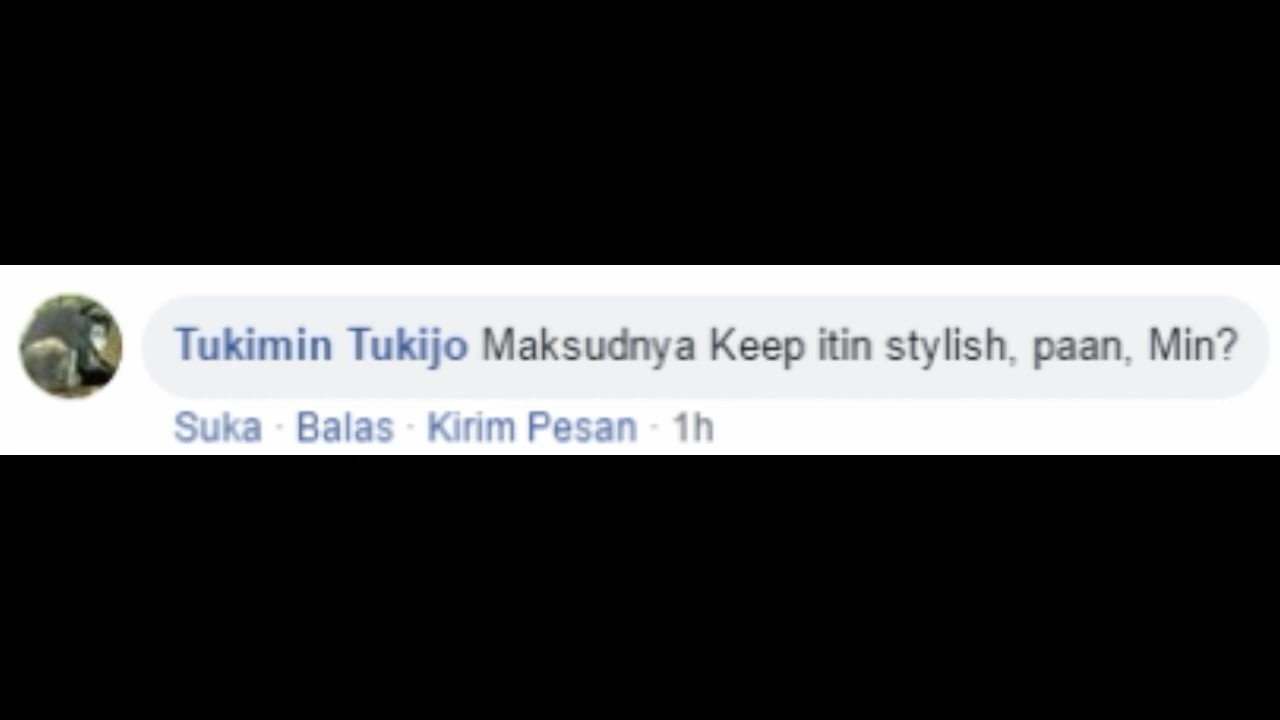 Tukimin Tukijo Maksudnya Keep itin stylish, paan, Min?
Suka · Balas · Kirim Pesan · 1h